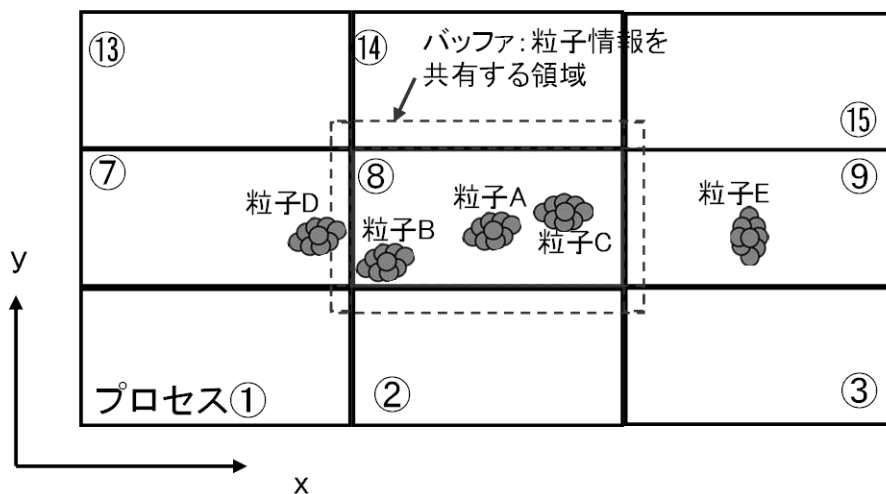 ⑬
⑭
バッファ：粒子情報を
共有する領域
⑮
⑦
⑧
⑨
粒子D
粒子B
粒子A
粒子C
粒子E
y
プロセス①
②
③
x